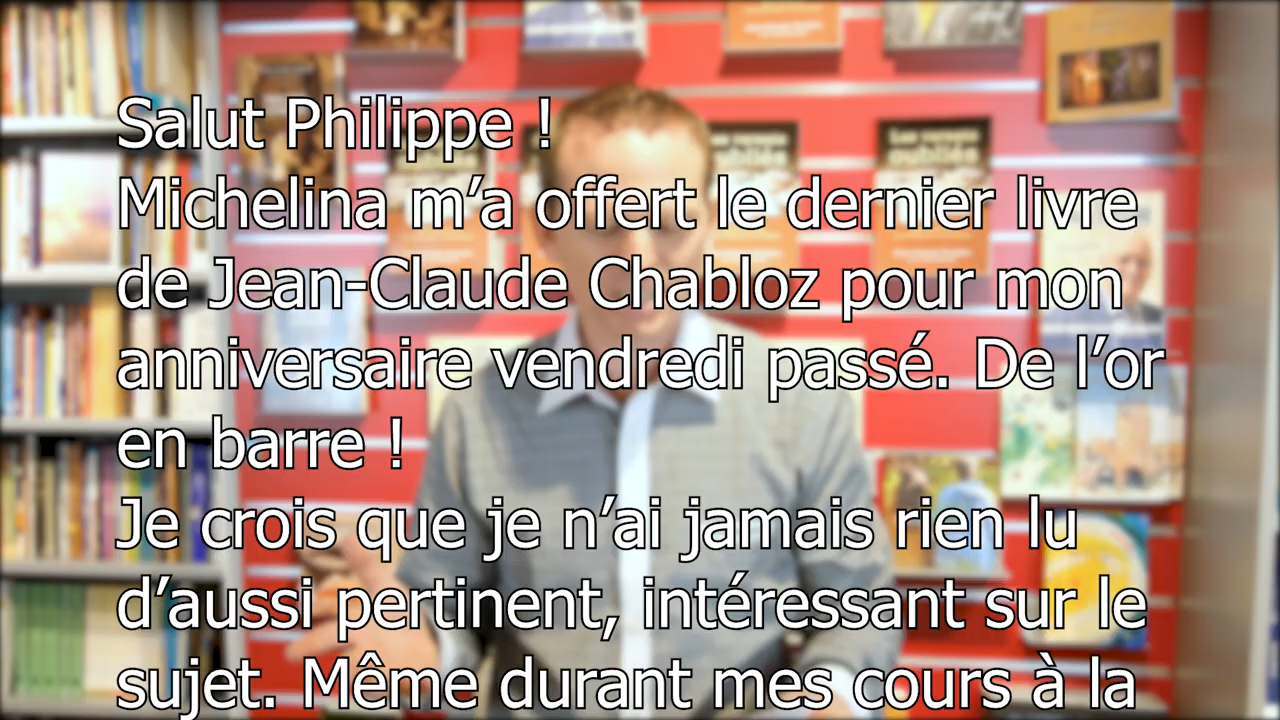 Salut Philippe !
Michelina m’a offert le dernier livre
de Jean-Claude Chabloz pour mon
anniversaire vendredi passé. De l’or
en barre !
Je crois que je n’ai jamais rien lu
d’aussi pertinent, intéressant sur le
sujet. Même durant mes cours à la